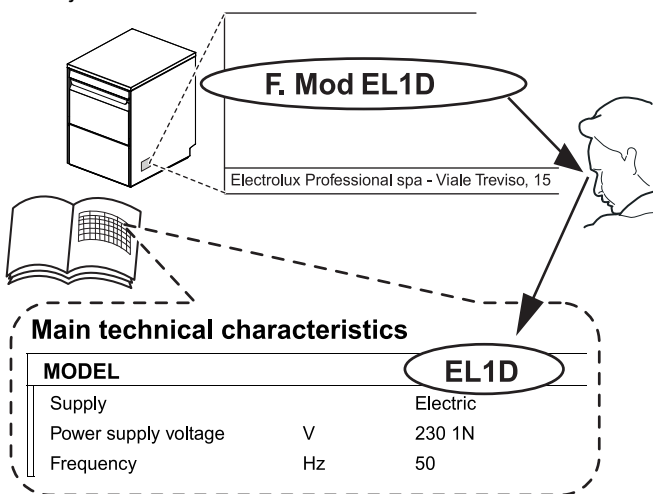 F. Mod EL1D
Electrolux Professional spa - Viale Treviso, 15
Main technical characteristics
MODEL EL1D
Supply Electric
Power supply voltage V 230 1N
Frequency Hz 50